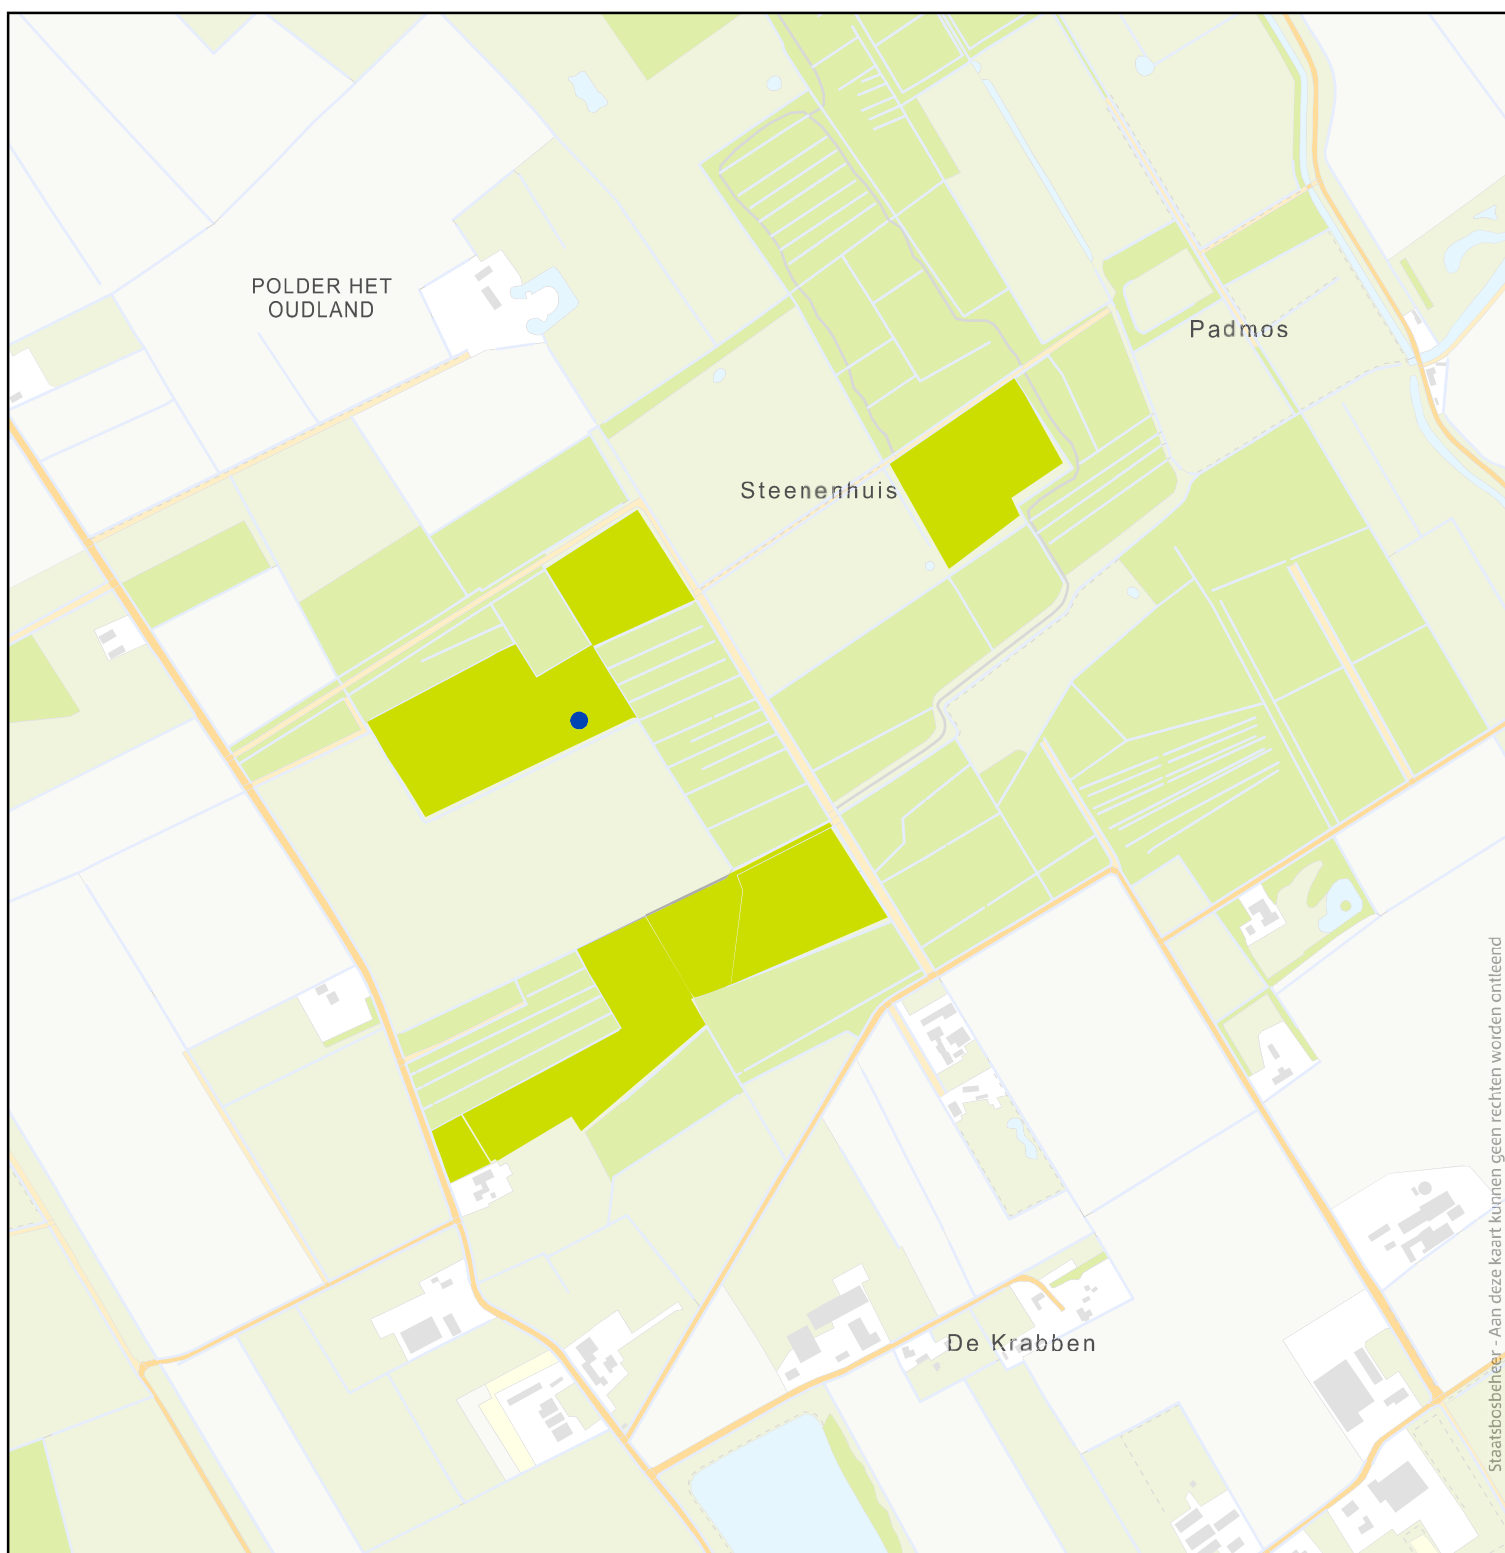 POLDER HET
OUDLAND
Padmos
Steenenhuis
De Krabben
Staatsbosbeheer - Aan deze kaart kunnen geen rechten worden ontleend